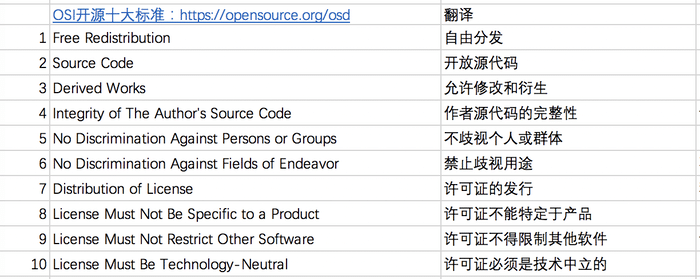 OSI开源十大标准：https://opensource.org/osd 翻译
1 Free Redistribution 自由分发
2 Source Code 开放源代码
3 Derived Works 允许修改和衍生
4 Integrity of The Author's Source Code 作者源代码的完整性
5 No Discrimination Against Persons or Groups 不歧视个人或群体
6 No Discrimination Against Fields of Endeavor 禁止歧视用途
7 Distribution of License 许可证的发行
8 License Must Not Be Specific to a Product 许可证不能特定于产品
9 License Must Not Restrict Other Software 许可证不得限制其他软件
10 License Must Be Technology-Neutral 许可证必须是技术中立的